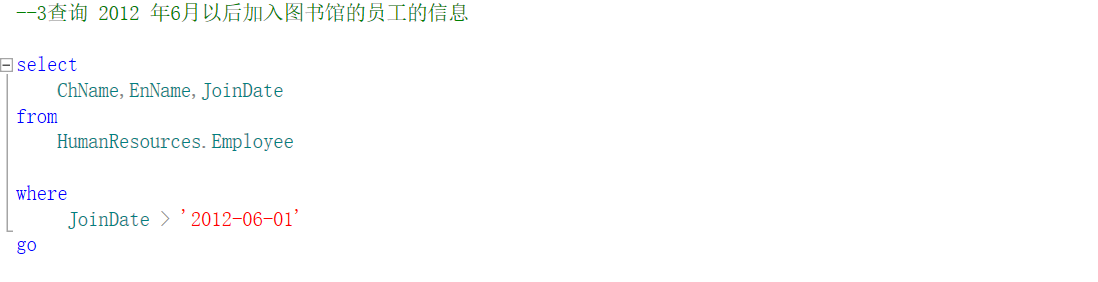 --3查询 2012 年6月以后加入图书馆的员工的信息
select
ChName,EnName,JoinDate
from
HumanResources.Employee
where
JoinDate > '2012-06-01'
go